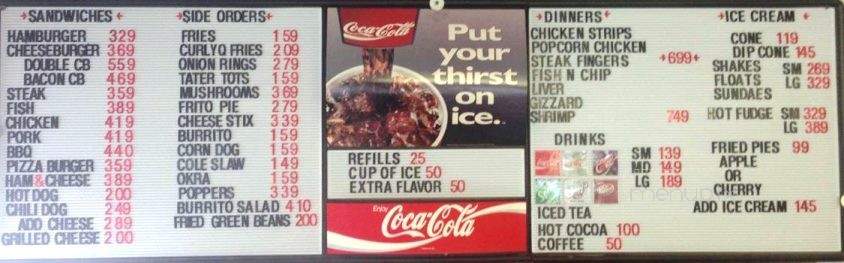 SANDWICHES
HAMBURGER 329
CHEESEBURGER 369
DOUBLE CB 559
BACON CB 469
STEAK 359
FISH 389
CHICKEN 419
PORK 419
BBQ 440
PIZZA BURGER 359
HAM&CHEESE 389
HOT DOG 200
CHILI DOG 249
ADD CHEESE 289
GRILLED CHEESE 200
SIDE ORDERS
FRIES 159
CURLYQ FRIES 209
ONION RINGS 279
TATER TOTS 159
MUSHROOMS 369
FRITO PIE 279
CHEESE STIX 339
BURRITO 159
CORN DOG 159
COLE SLAW 149
OKRA 159
POPPERS 339
BURRITO SALAD 410
FRIED GREEN BEANS 200
Coca-Cola
Put
your
thirst
on
ice.
REFILLS 25
CUP OF ICE 50
EXTRA FLAVOR 50
Enjoy
Coca-Cola
DINNERS
CHICKEN STRIPS
POPCORN CHICKEN
STEAK FINGERS 699
FISH N CHIP
LIVER
GIZZARD
SHRIMP 749
DRINKS
SM 139
MD 149
LG 189
ICED TEA
HOT COCOA 100
COFFEE 50
ICE CREAM
CONE 119
DIP CONE 145
SHAKES SM 269
FLOATS LG 329
SUNDAES
HOT FUDGE SM 329
LG 389
FRIED PIES 99
APPLE
OR
CHERRY
ADD ICE CREAM 145